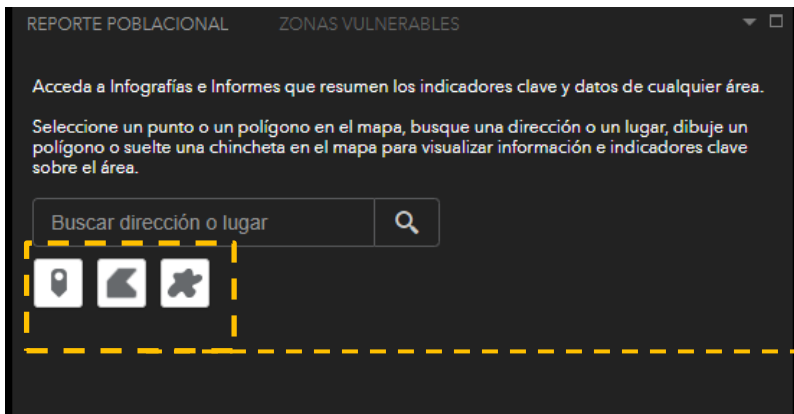 REPORTE POBLACIONAL ZONAS VULNERABLES
Acceda a Infografías e Informes que resumen los indicadores clave y datos de cualquier área.
Seleccione un punto o un polígono en el mapa, busque una dirección o un lugar, dibuje un
polígono o suelte una chincheta en el mapa para visualizar información e indicadores clave
sobre el área.
Buscar dirección o lugar